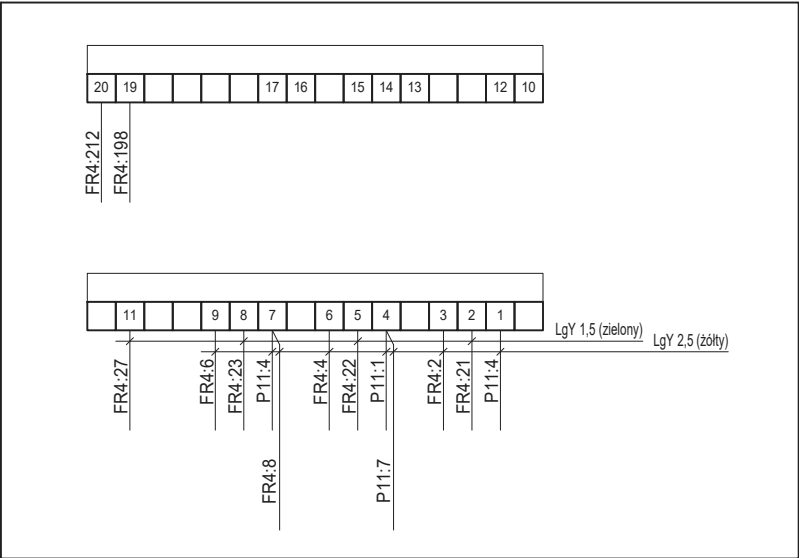 20 19 17 16 15 14 13 12 10
FR4:212
FR4:198
11 9 8 7 6 5 4 3 2 1
LgY 1,5 (zielony)
LgY 2,5 (żółty)
FR4:27
FR4:6
FR4:23
P11:4
FR4:8
FR4:4
FR4:22
P11:1
P11:7
FR4:2
FR4:21
P11:4